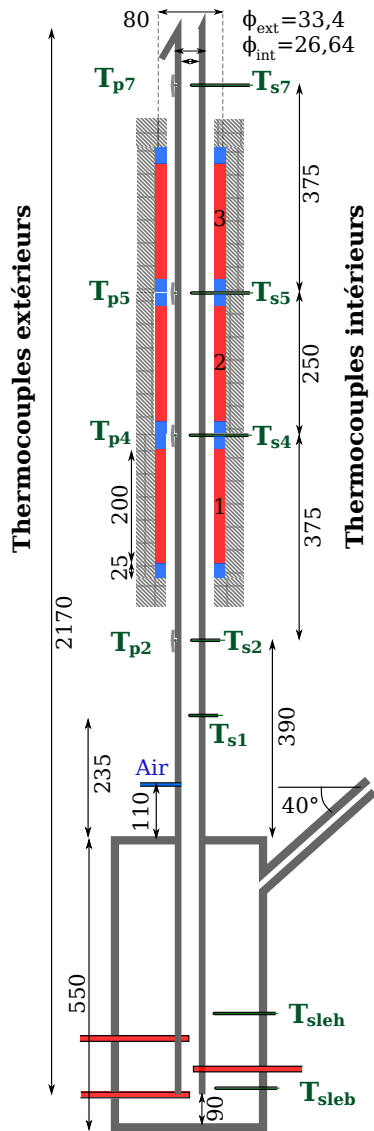 80
ϕext=33,4
ϕint=26,64
Tp7
Ts7
375
3
Tp5
Ts5
Thermocouples extérieurs
Thermocouples intérieurs
2
250
Tp4
Ts4
200
1
375
25
2170
Tp2
Ts2
Ts1
390
235
Air
110
40°
550
Tsleh
Tsleb
90